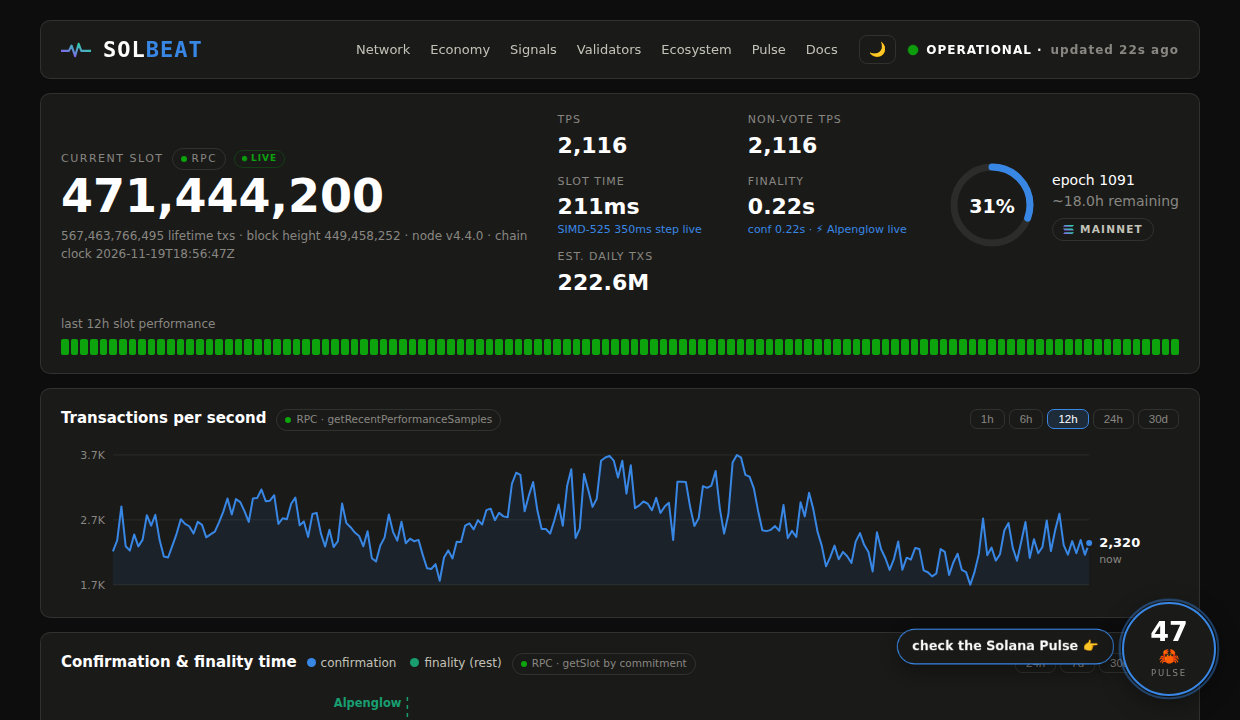 SOLBEAT
Network Economy Signals Validators Ecosystem Pulse Docs
OPERATIONAL · updated 22s ago
CURRENT SLOT RPC LIVE
471,444,200
567,463,766,495 lifetime txs · block height 449,458,252 · node v4.4.0 · chain
clock 2026-11-19T18:56:47Z
TPS
2,116
NON-VOTE TPS
2,116
SLOT TIME
211ms
SIMD-525 350ms step live
FINALITY
0.22s
conf 0.22s · ⚡ Alpenglow live
EST. DAILY TXS
222.6M
31%
epoch 1091
~18.0h remaining
MAINNET
last 12h slot performance
Transactions per second RPC · getRecentPerformanceSamples
1h 6h 12h 24h 30d
3.7K
2.7K
1.7K
2,320
now
Confirmation & finality time confirmation finality (rest) RPC · getSlot by commitment
Alpenglow
check the Solana Pulse 👉
47
🦀
PULSE